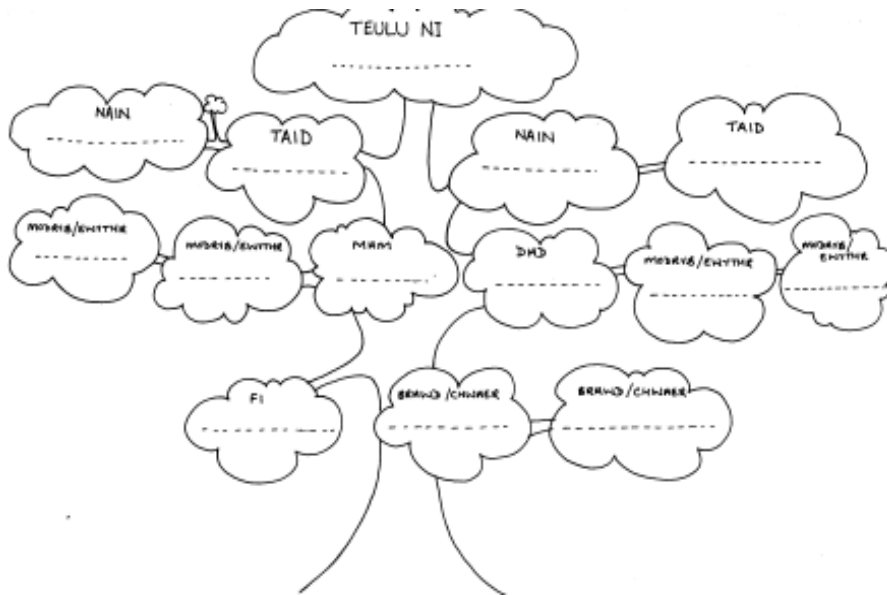 TEULU NI
NAIN
TAID
NAIN
TAID
MODRYB/EWYTHR
MODRYB/EWYTHR
MAM
DAD
MODRYB/EWYTHR
MODRYB/
EWYTHR
FI
BRAWD/CHWAER
BRAWD/CHWAER